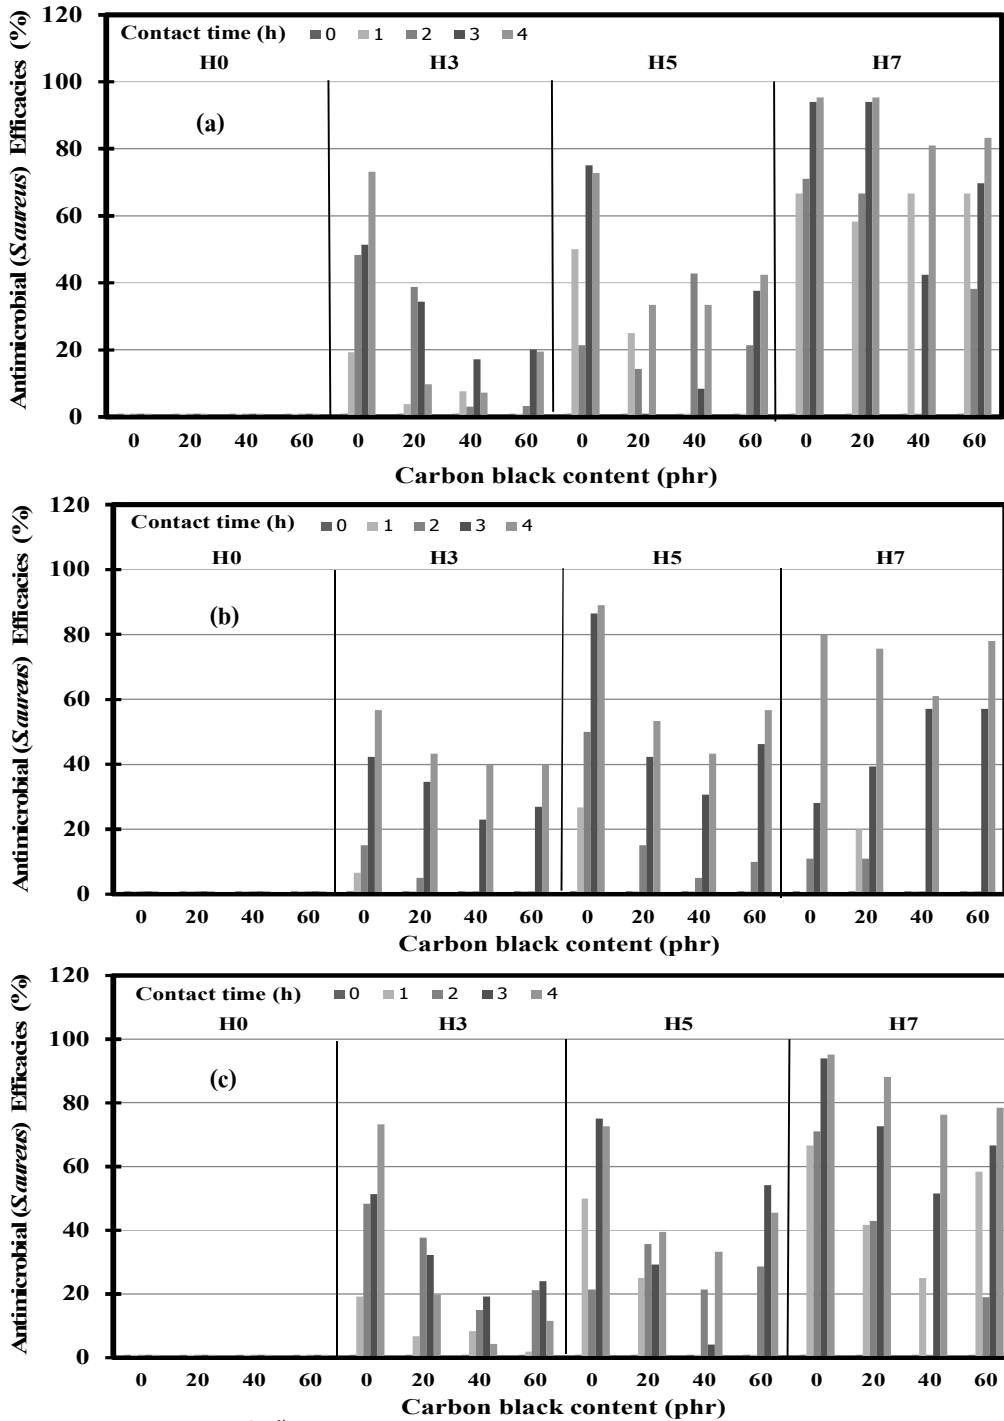 120
100
80
60
40
20
0
Antimicrobial (S.aureus) Efficacies (%)
Contact time (h) 0 1 2 3 4
H0 H3 H5 H7
(a)
0 20 40 60 0 20 40 60 0 20 40 60 0 20 40 60
Carbon black content (phr)
120
100
80
60
40
20
0
Antimicrobial (S.aureus) Efficacies (%)
Contact time (h) 0 1 2 3 4
H0 H3 H5 H7
(b)
0 20 40 60 0 20 40 60 0 20 40 60 0 20 40 60
Carbon black content (phr)
120
100
80
60
40
20
0
Antimicrobial (S.aureus) Efficacies (%)
Contact time (h) 0 1 2 3 4
H0 H3 H5 H7
(c)
0 20 40 60 0 20 40 60 0 20 40 60 0 20 40 60
Carbon black content (phr)